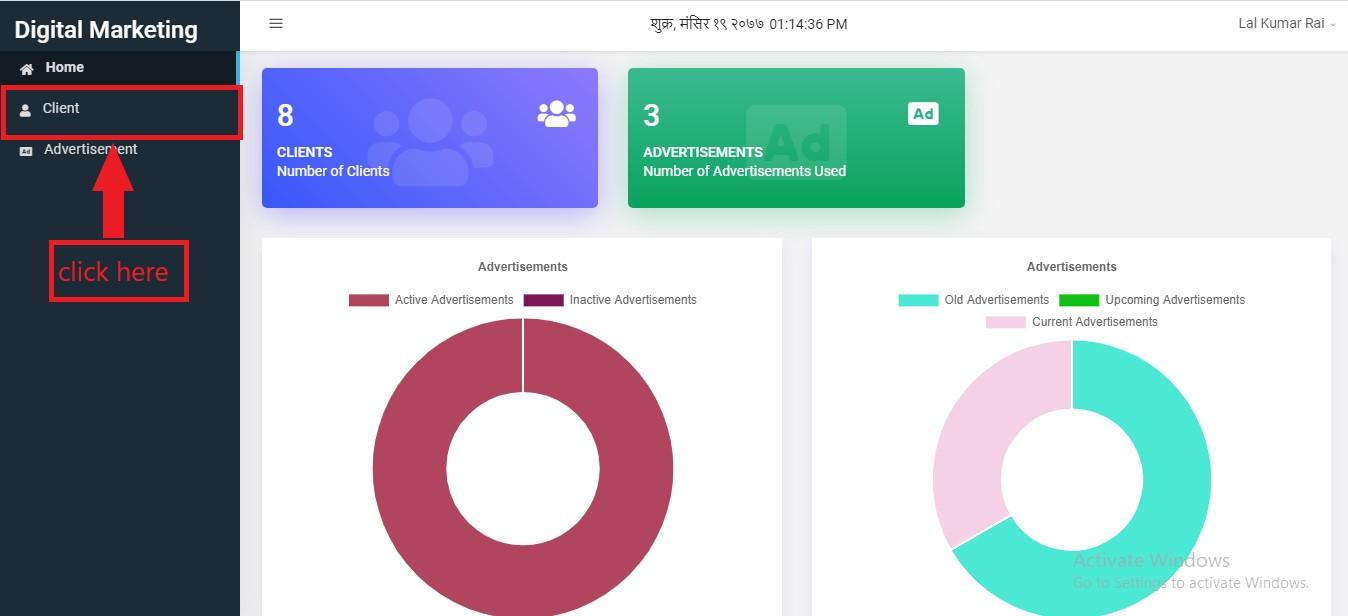 Digital Marketing
शुक्र, मंसिर १९ २०७७ 01:14:36 PM
Lal Kumar Rai
Home
Client
Advertisement
click here
8
CLIENTS
Number of Clients
Ad
3
Ad
ADVERTISEMENTS
Number of Advertisements Used
Advertisements
Active Advertisements Inactive Advertisements
Advertisements
Old Advertisements Upcoming Advertisements
Current Advertisements
Activate Windows
Go to Settings to activate Windows.